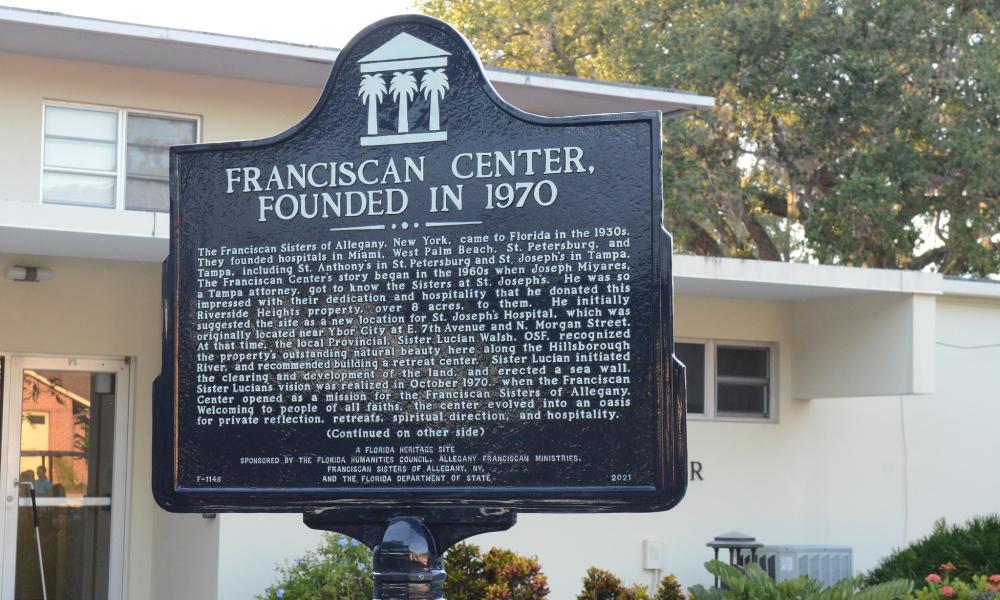 FRANCISCAN CENTER,
FOUNDED IN 1970
The Franciscan Sisters of Allegany, New York, came to Florida in the 1930s.
They founded hospitals in Miami, West Palm Beach, St. Petersburg, and
Tampa, including St. Anthony's in St. Petersburg and St. Joseph's in Tampa.
The Franciscan Center's story began in the 1960s when Joseph Miyares,
a Tampa attorney, got to know the Sisters at St. Joseph's. He was so
impressed with their dedication and hospitality that he donated this
Riverside Heights property, over 8 acres, to them. He initially
suggested the site as a new location for St. Joseph's Hospital, which was
originally located near Ybor City at E. 7th Avenue and N. Morgan Street.
At that time, the local Provincial, Sister Lucian Walsh, OSF, recognized
the property's outstanding natural beauty here along the Hillsborough
River, and recommended building a retreat center. Sister Lucian initiated
the clearing and development of the land, and erected a sea wall.
Sister Lucians vision was realized in October 1970, when the Franciscan
Center opened as a mission for the Franciscan Sisters of Allegany.
Welcoming to people of all faiths, the center evolved into an oasis
for private reflection, retreats, spiritual direction, and hospitality.
(Continued on other side)
A FLORIDA HERITAGE SITE
SPONSORED BY THE FLORIDA HUMANITIES COUNCIL, ALLEGANY FRANCISCAN MINISTRIES,
FRANCISCAN SISTERS OF ALLEGANY, NY,
AND THE FLORIDA DEPARTMENT OF STATE
F-1148 2021
R